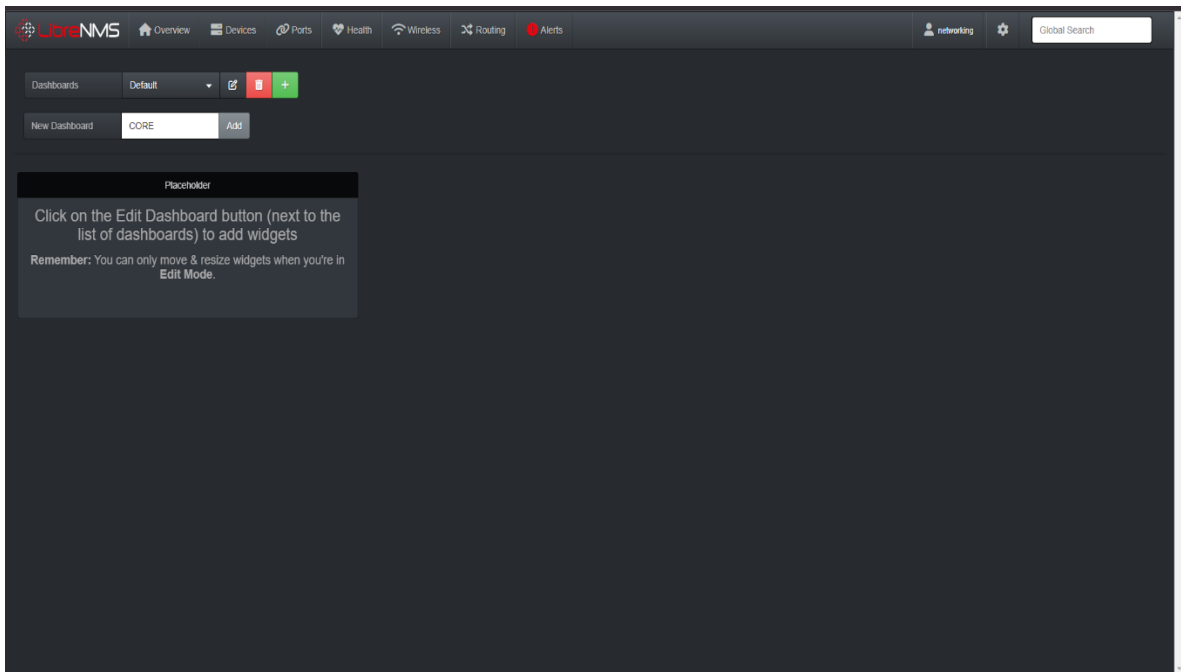 LibreNMS Overview Devices Ports Health Wireless Routing Alerts networking Global Search
Dashboards Default
New Dashboard CORE Add
Placeholder
Click on the Edit Dashboard button (next to the
list of dashboards) to add widgets
Remember: You can only move & resize widgets when you're in
Edit Mode.